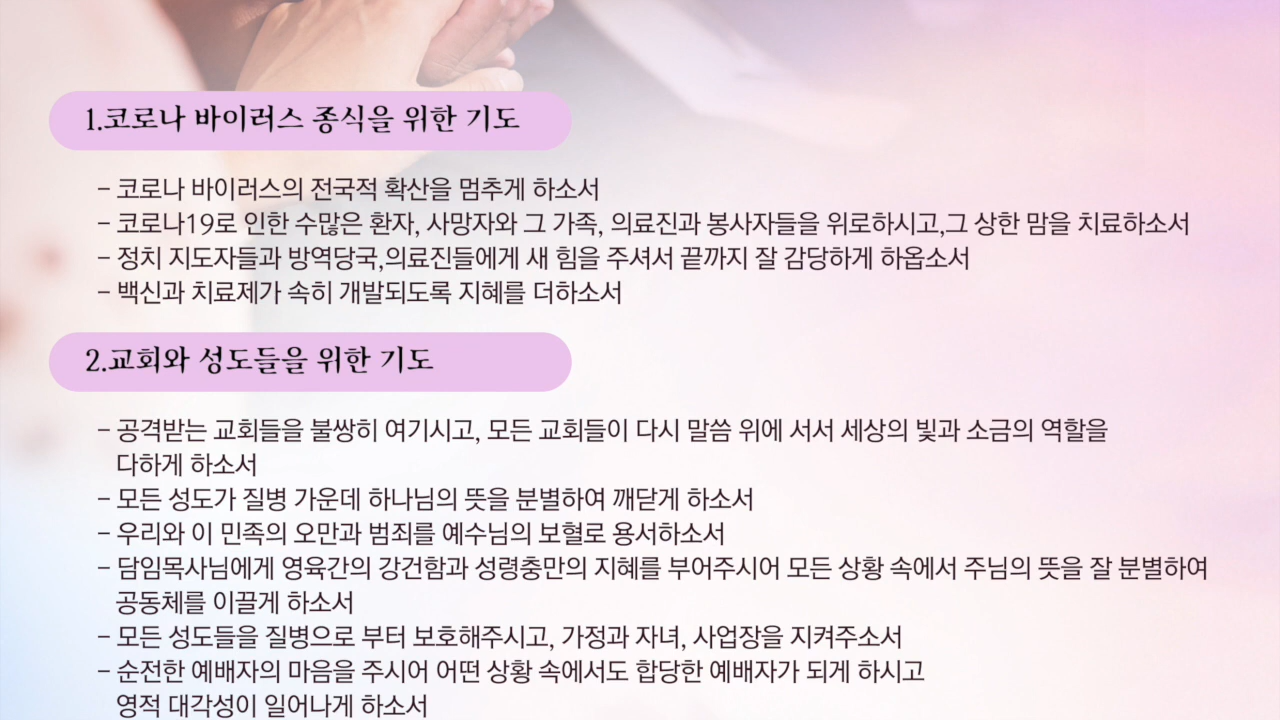 1.코로나 바이러스 종식을 위한 기도
- 코로나 바이러스의 전국적 확산을 멈추게 하소서
- 코로나19로 인한 수많은 환자, 사망자와 그 가족, 의료진과 봉사자들을 위로하시고,그 상한 맘을 치료하소서
- 정치 지도자들과 방역당국,의료진들에게 새 힘을 주셔서 끝까지 잘 감당하게 하옵소서
- 백신과 치료제가 속히 개발되도록 지혜를 더하소서
2.교회와 성도들을 위한 기도
- 공격받는 교회들을 불쌍히 여기시고, 모든 교회들이 다시 말씀 위에 서서 세상의 빛과 소금의 역할을
다하게 하소서
- 모든 성도가 질병 가운데 하나님의 뜻을 분별하여 깨닫게 하소서
- 우리와 이 민족의 오만과 범죄를 예수님의 보혈로 용서하소서
- 담임목사님에게 영육간의 강건함과 성령충만의 지혜를 부어주시어 모든 상황 속에서 주님의 뜻을 잘 분별하여
공동체를 이끌게 하소서
- 모든 성도들을 질병으로 부터 보호해주시고, 가정과 자녀, 사업장을 지켜주소서
- 순전한 예배자의 마음을 주시어 어떤 상황 속에서도 합당한 예배자가 되게 하시고
영적 대각성이 일어나게 하소서